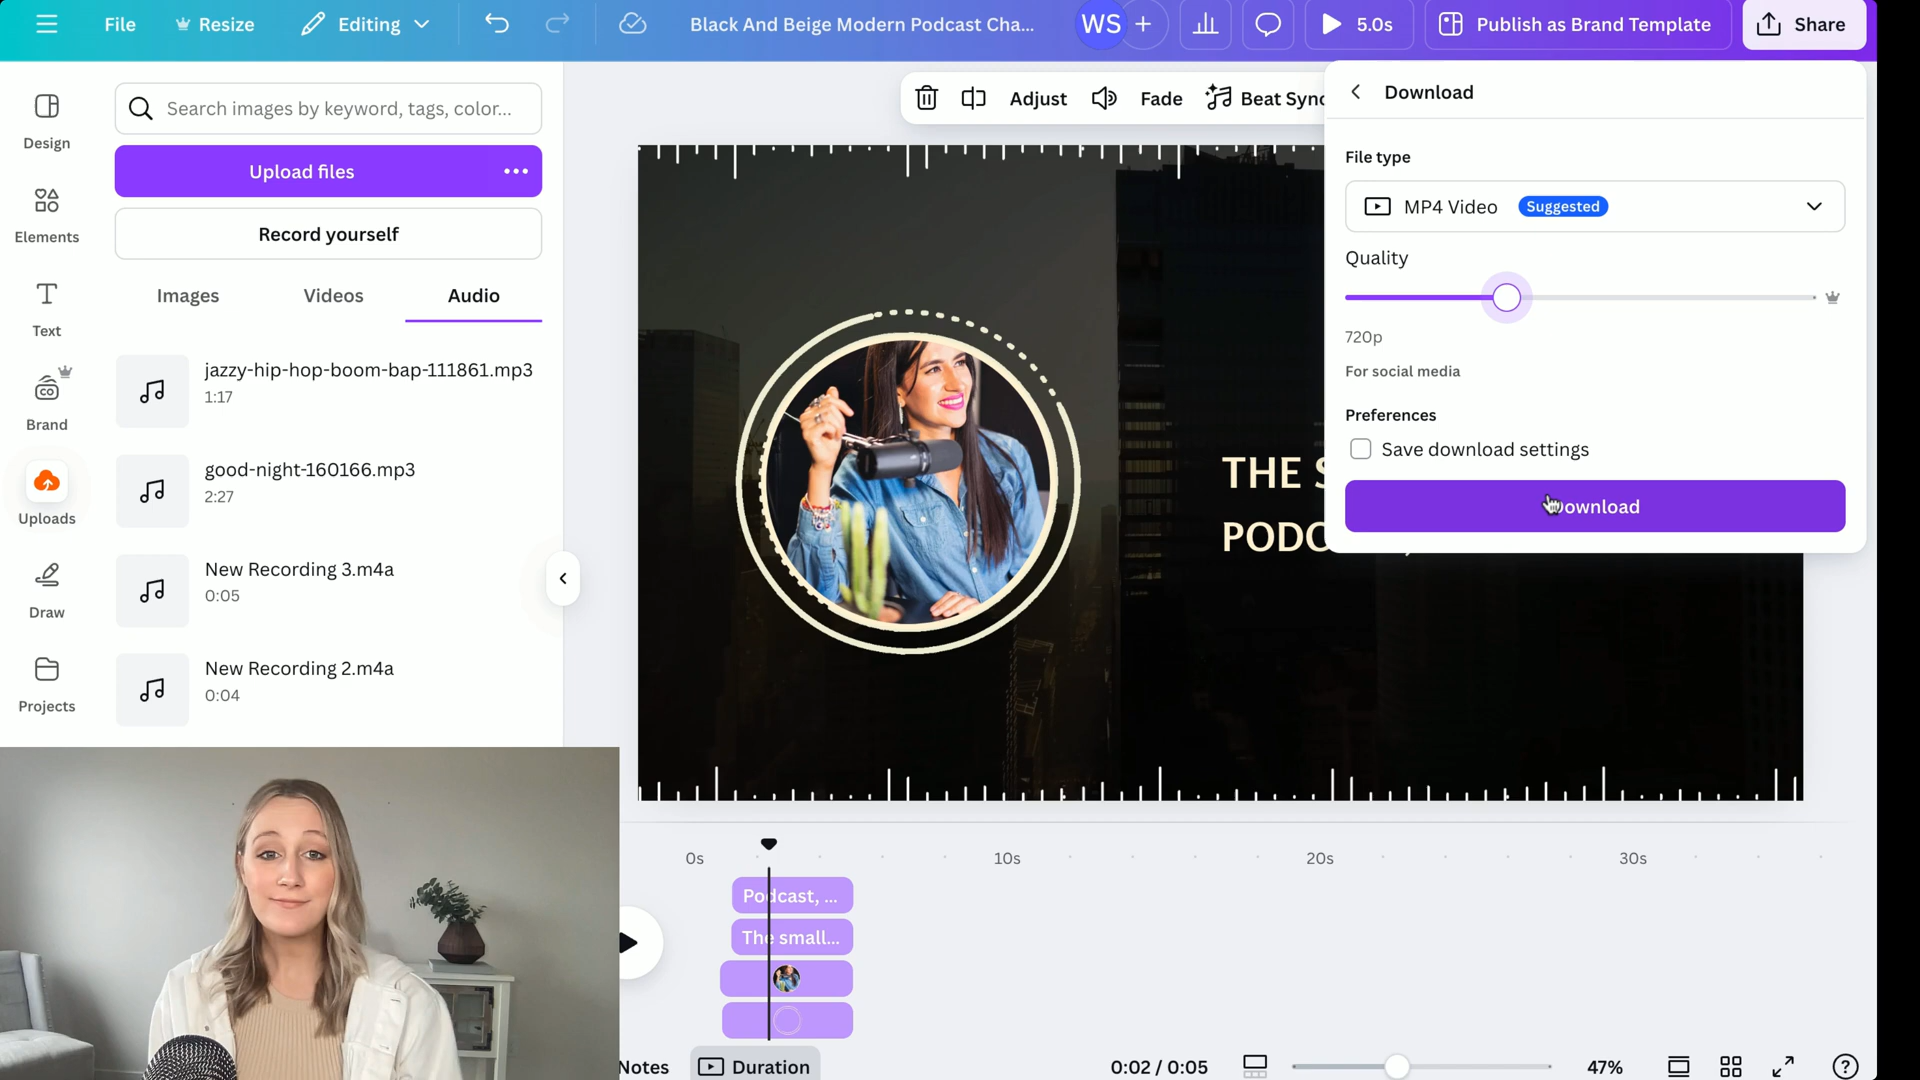 File
Resize
Editing
Black And Beige Modern Podcast Cha...
WS
5.0s
Publish as Brand Template
Share
Design
Elements
Text
Brand
CO
Uploads
Draw
Projects
Search images by keyword, tags, color...
Upload files
Record yourself
Images
Videos
Audio
jazzy-hip-hop-boom-bap-111861.mp3
1:17
good-night-160166.mp3
2:27
New Recording 3.m4a
0:05
New Recording 2.m4a
0:04
Adjust
Fade
Beat Sync
THE S
PODC
Download
File type
MP4 Video
Suggested
Quality
720p
For social media
Preferences
Save download settings
Download
0s
10s
20s
30s
Podcast, ...
The small...
Notes
Duration
0:02 / 0:05
47%